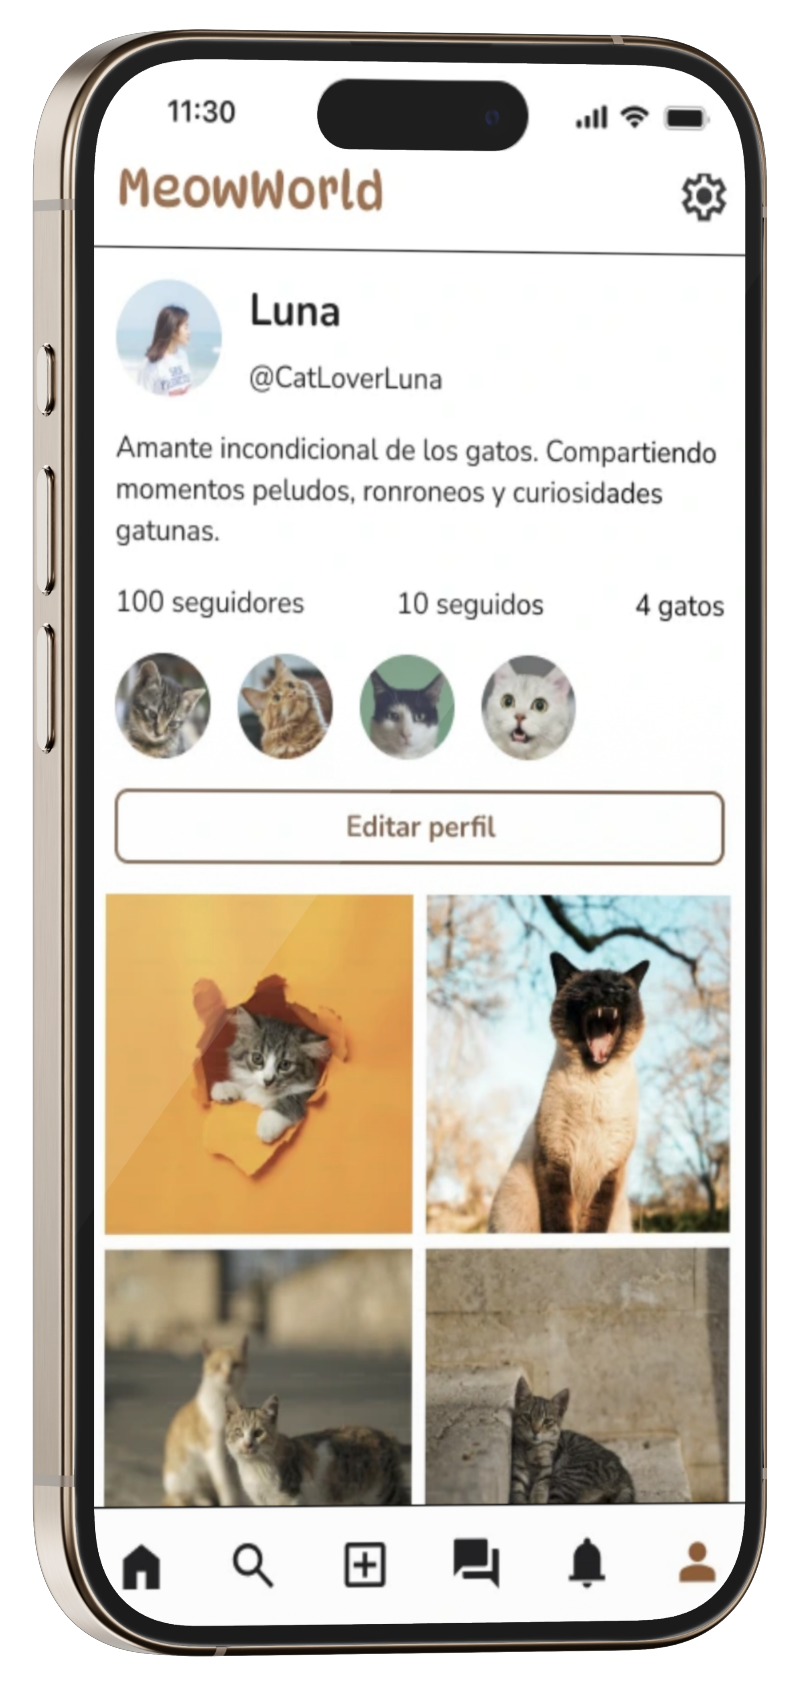 11:30
MeowWorld
Luna
@CatLoverLuna
Amante incondicional de los gatos. Compartiendo
momentos peludos, ronroneos y curiosidades
gatunas.
100 seguidores 10 seguidos 4 gatos
Editar perfil